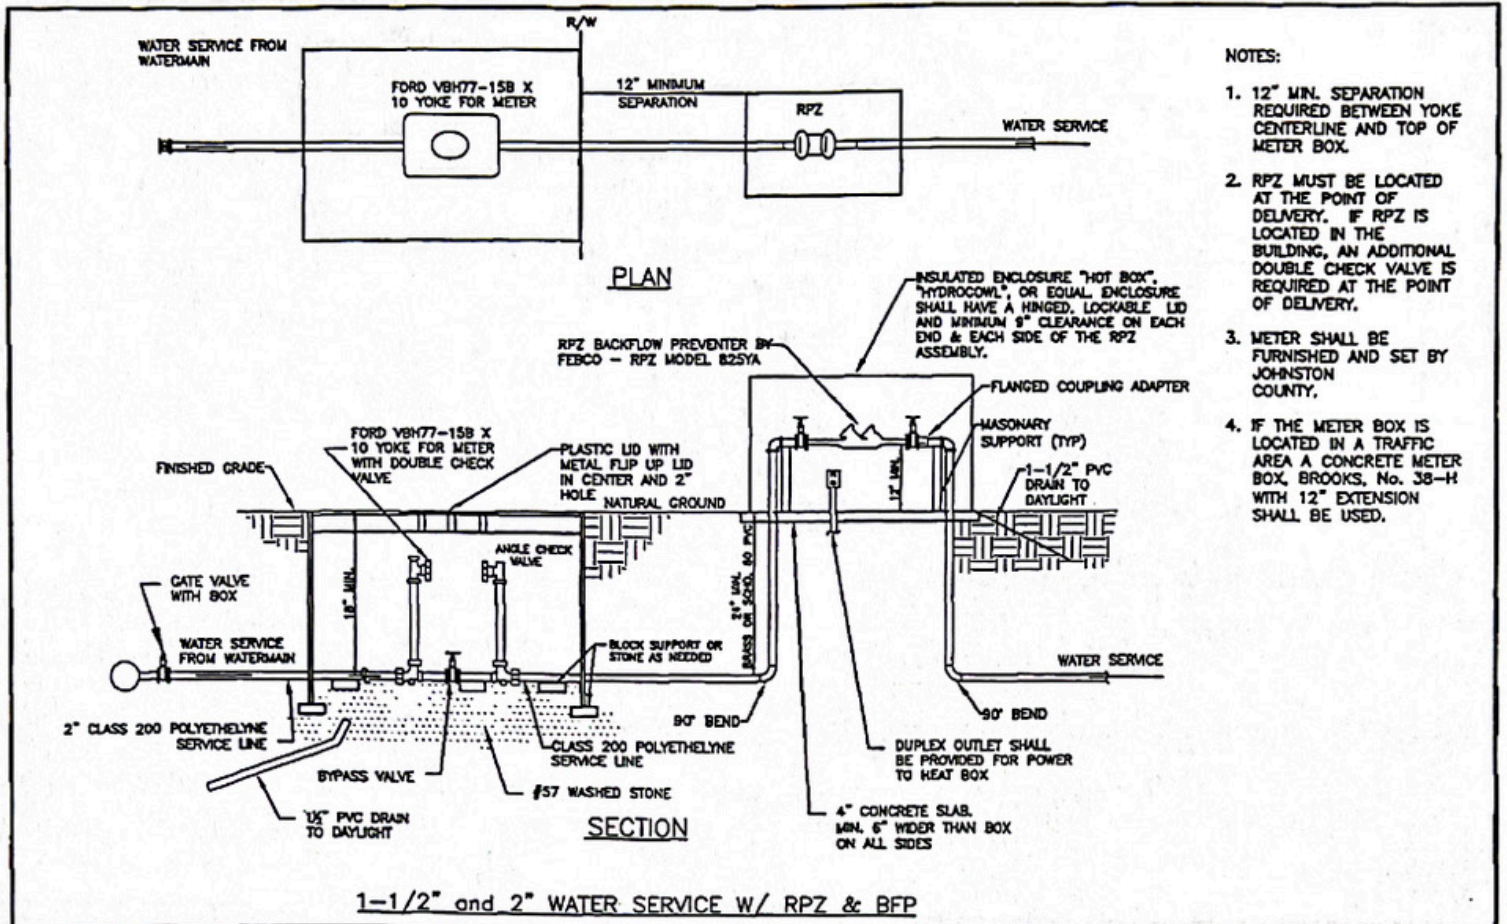 R/W
WATER SERVICE FROM
WATERMAIN
FORD VBH77-15B X
10 YOKE FOR METER
12" MINIMUM
SEPARATION
RPZ
WATER SERVICE
PLAN
NOTES:
1. 12" MIN. SEPARATION
REQUIRED BETWEEN YOKE
CENTERLINE AND TOP OF
METER BOX.
2. RPZ MUST BE LOCATED
AT THE POINT OF
DELIVERY. IF RPZ IS
LOCATED IN THE
BUILDING, AN ADDITIONAL
DOUBLE CHECK VALVE IS
REQUIRED AT THE POINT
OF DELIVERY.
3. METER SHALL BE
FURNISHED AND SET BY
JOHNSTON
COUNTY.
4. IF THE METER BOX IS
LOCATED IN A TRAFFIC
AREA A CONCRETE METER
BOX, BROOKS, No. 38-H
WITH 12" EXTENSION
SHALL BE USED.
INSULATED ENCLOSURE "HOT BOX",
"HYDROCOWL", OR EQUAL ENCLOSURE
SHALL HAVE A HINGED, LOCKABLE LID
AND MINIMUM 9" CLEARANCE ON EACH
END & EACH SIDE OF THE RPZ
ASSEMBLY.
RPZ BACKFLOW PREVENTER BY
FEBCO - RPZ MODEL 825YA
FLANGED COUPLING ADAPTER
MASONARY
SUPPORT (TYP)
1-1/2" PVC
DRAIN TO
DAYLIGHT
FORD VBH77-15B X
10 YOKE FOR METER
WITH DOUBLE CHECK
VALVE
PLASTIC LID WITH
METAL FLIP UP LID
IN CENTER AND 2"
HOLE
FINISHED GRADE
NATURAL GROUND
12" MIN.
ANGLE CHECK
VALVE
18" MIN.
24" MIN.
BRASS OR SCHD. 80 PVC
GATE VALVE
WITH BOX
WATER SERVICE
FROM WATERMAIN
BLOCK SUPPORT OR
STONE AS NEEDED
WATER SERVICE
2" CLASS 200 POLYETHELYNE
SERVICE LINE
90° BEND
90° BEND
CLASS 200 POLYETHELYNE
SERVICE LINE
DUPLEX OUTLET SHALL
BE PROVIDED FOR POWER
TO HEAT BOX
BYPASS VALVE
#57 WASHED STONE
1½" PVC DRAIN
TO DAYLIGHT
4" CONCRETE SLAB.
MIN. 6" WIDER THAN BOX
ON ALL SIDES
SECTION
1-1/2" and 2" WATER SERVICE W/ RPZ & BFP